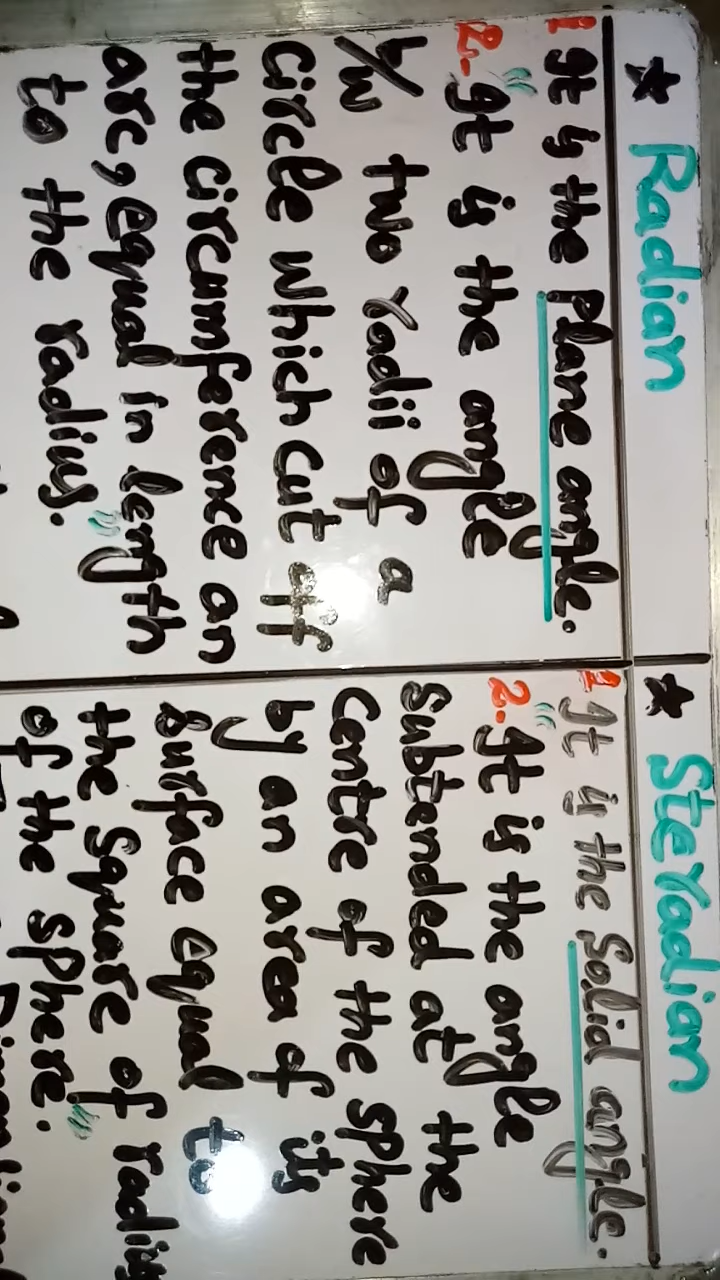 ★ Radian
1. It is the plane angle.
2. "It is the angle
b/w two radii of a
circle which cut off
the circumference an
arc, equal in length
to the radius."
★ Steradian
1. It is the solid angle.
2. "It is the angle
subtended at the
centre of the sphere
by an area of its
surface equal to
the square of radius
of the sphere."